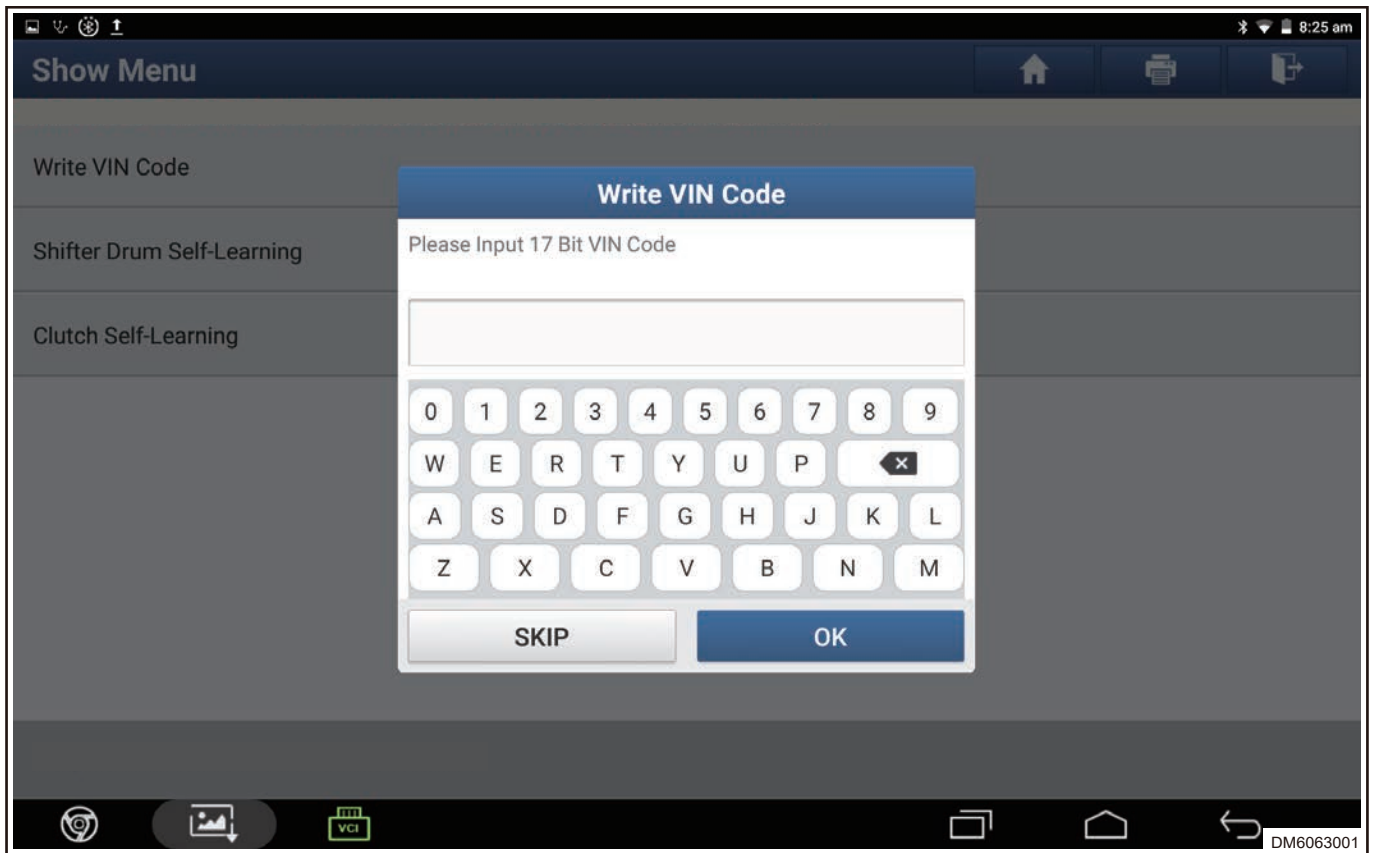 8:25 am
Show Menu
Write VIN Code
Shifter Drum Self-Learning
Clutch Self-Learning
Write VIN Code
Please Input 17 Bit VIN Code
0 1 2 3 4 5 6 7 8 9
W E R T Y U P
A S D F G H J K L
Z X C V B N M
SKIP OK
VCI
DM6063001